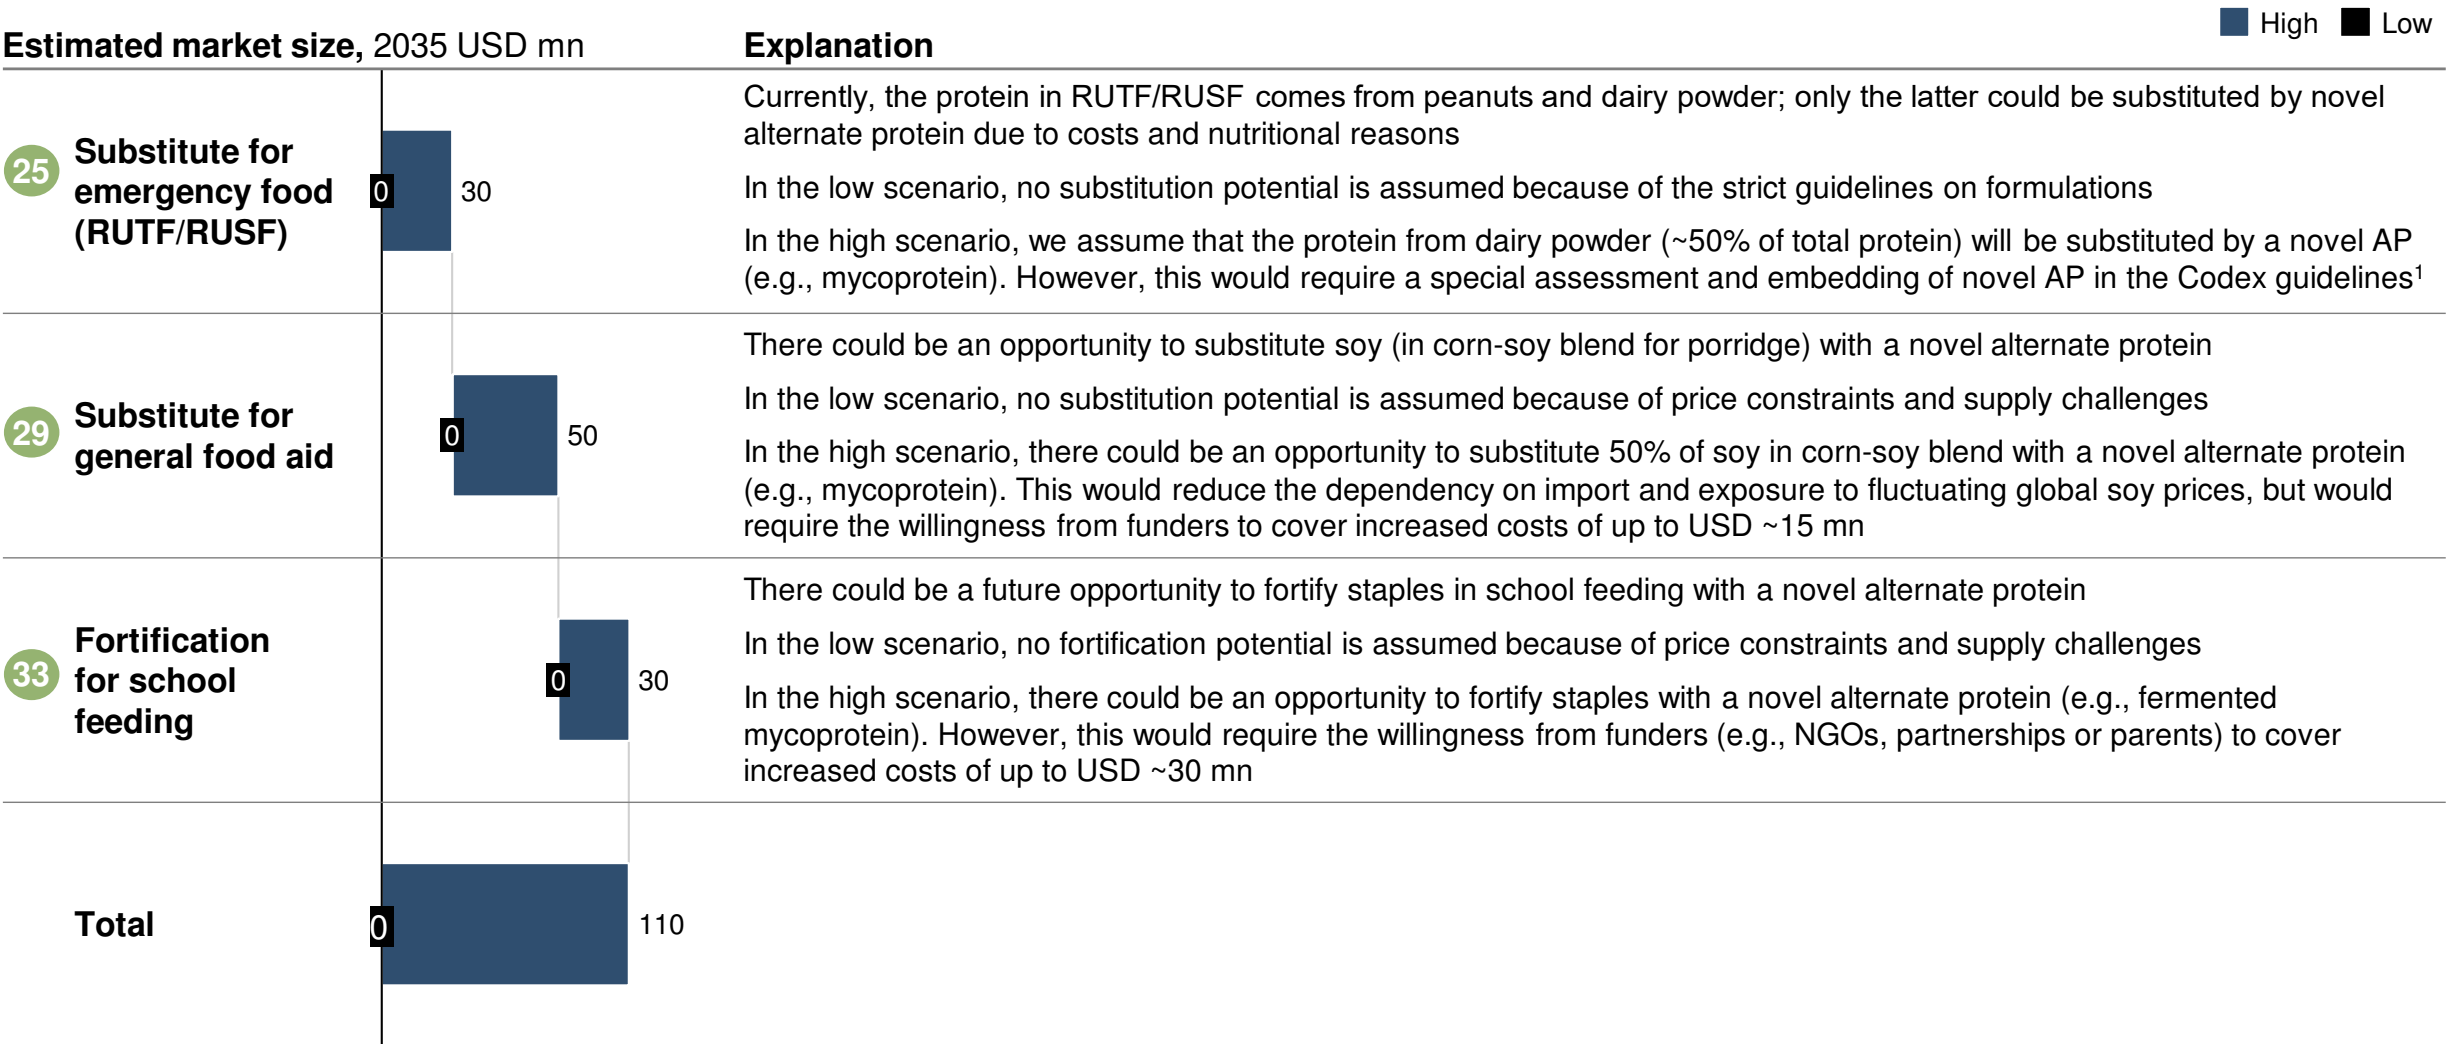 High Low
Estimated market size, 2035 USD mn
Explanation
25
Substitute for
emergency food
(RUTF/RUSF)
0
30
Currently, the protein in RUTF/RUSF comes from peanuts and dairy powder; only the latter could be substituted by novel
alternate protein due to costs and nutritional reasons
In the low scenario, no substitution potential is assumed because of the strict guidelines on formulations
In the high scenario, we assume that the protein from dairy powder (~50% of total protein) will be substituted by a novel AP
(e.g., mycoprotein). However, this would require a special assessment and embedding of novel AP in the Codex guidelines¹
29
Substitute for
general food aid
0
50
There could be an opportunity to substitute soy (in corn-soy blend for porridge) with a novel alternate protein
In the low scenario, no substitution potential is assumed because of price constraints and supply challenges
In the high scenario, there could be an opportunity to substitute 50% of soy in corn-soy blend with a novel alternate protein
(e.g., mycoprotein). This would reduce the dependency on import and exposure to fluctuating global soy prices, but would
require the willingness from funders to cover increased costs of up to USD ~15 mn
33
Fortification
for school
feeding
0
30
There could be a future opportunity to fortify staples in school feeding with a novel alternate protein
In the low scenario, no fortification potential is assumed because of price constraints and supply challenges
In the high scenario, there could be an opportunity to fortify staples with a novel alternate protein (e.g., fermented
mycoprotein). However, this would require the willingness from funders (e.g., NGOs, partnerships or parents) to cover
increased costs of up to USD ~30 mn
Total
0
110